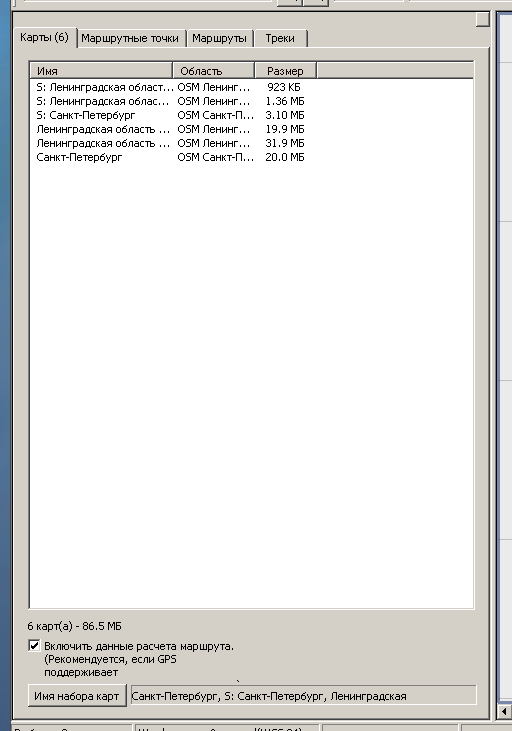 Карты (6) Маршрутные точки Маршруты Треки
Имя Область Размер
S: Ленинградская област... OSM Ленинг... 923 КБ
S: Ленинградская облас... OSM Ленинг... 1.36 МБ
S: Санкт-Петербург OSM Санкт-П... 3.10 МБ
Ленинградская область ... OSM Ленинг... 19.9 МБ
Ленинградская область ... OSM Ленинг... 31.9 МБ
Санкт-Петербург OSM Санкт-П... 20.0 МБ
6 карт(а) - 86.5 МБ
Включить данные расчета маршрута.
(Рекомендуется, если GPS
поддерживает
Имя набора карт Санкт-Петербург, S: Санкт-Петербург, Ленинградская